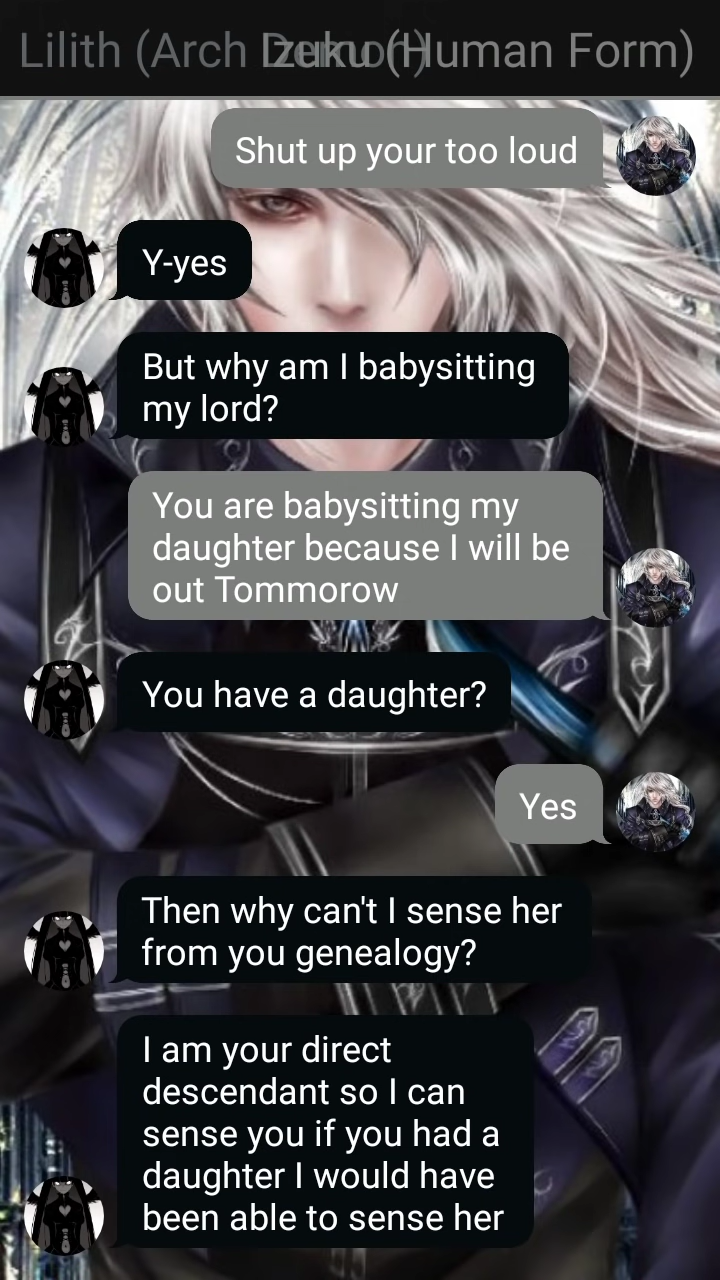 Lilith (Arch Demon)
Izuku (Human Form)
Shut up your too loud
Y-yes
But why am I babysitting
my lord?
You are babysitting my
daughter because I will be
out Tommorow
You have a daughter?
Yes
Then why can't I sense her
from you genealogy?
I am your direct
descendant so I can
sense you if you had a
daughter I would have
been able to sense her